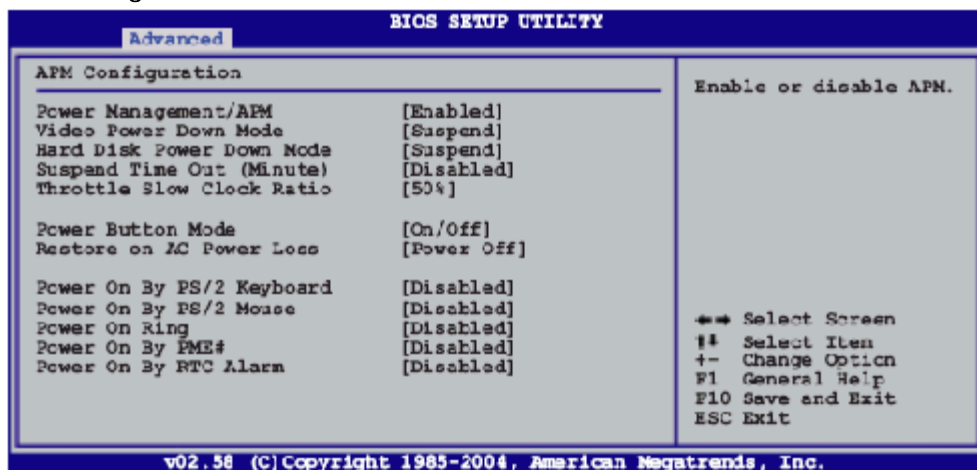 BIOS SETUP UTILITY
Advanced
APM Configuration
Power Management/APM [Enabled]
Video Power Down Mode [Suspend]
Hard Disk Power Down Mode [Suspend]
Suspend Time Out (Minute) [Disabled]
Throttle Slow Clock Ratio [50%]
Power Button Mode [On/Off]
Restore on AC Power Loss [Power Off]
Power On By PS/2 Keyboard [Disabled]
Power On By PS/2 Mouse [Disabled]
Power On Ring [Disabled]
Power On By PME# [Disabled]
Power On By RTC Alarm [Disabled]
Enable or disable APM.
←→ Select Screen
↑↓ Select Item
+- Change Option
F1 General Help
F10 Save and Exit
ESC Exit
v02.58 (C)Copyright 1985-2004, American Megatrends, Inc.